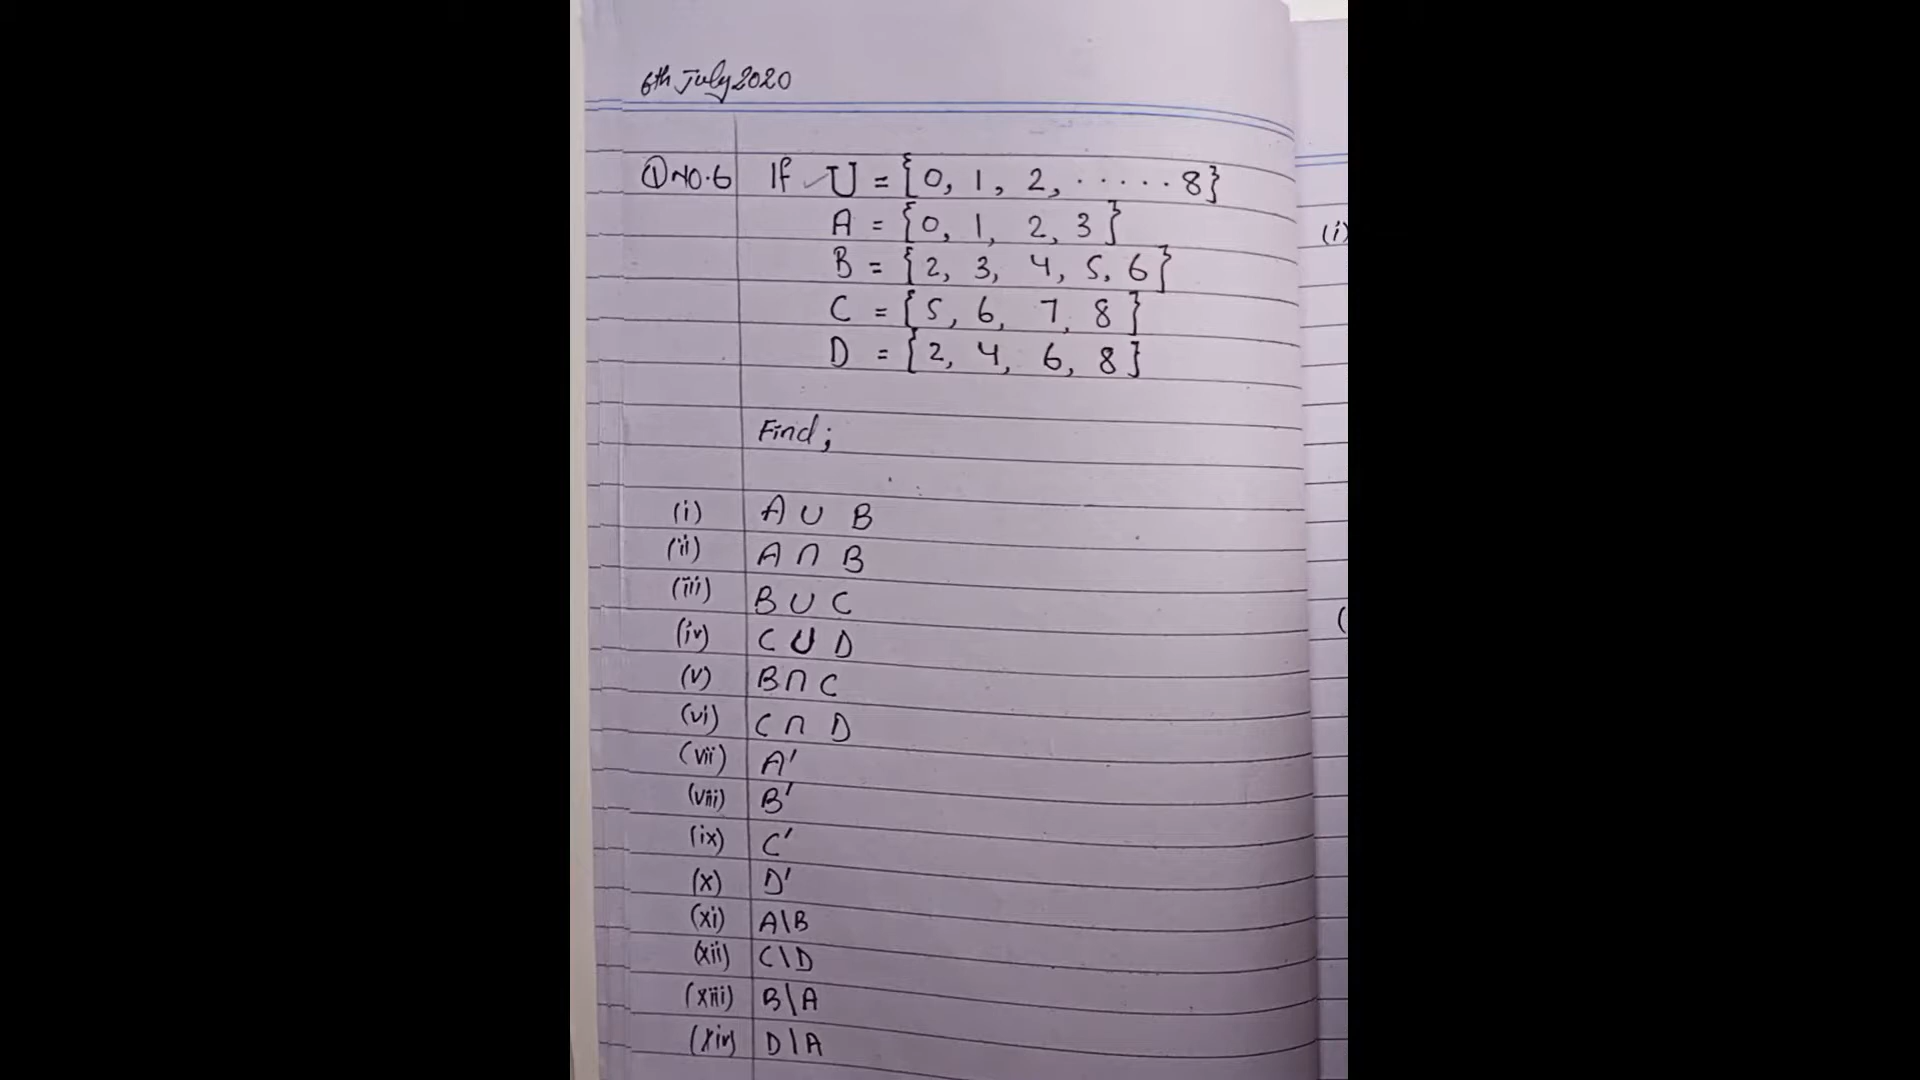 6th July 2020
Q NO.6 If U = {0, 1, 2, ...... 8}
A = {0, 1, 2, 3}
B = {2, 3, 4, 5, 6}
C = {5, 6, 7, 8}
D = {2, 4, 6, 8}
Find;
(i) A ∪ B
(ii) A ∩ B
(iii) B ∪ C
(iv) C ∪ D
(v) B ∩ C
(vi) C ∩ D
(vii) A'
(viii) B'
(ix) C'
(x) D'
(xi) A\B
(xii) C\D
(xiii) B\A
(xiv) D\A
(i)
(